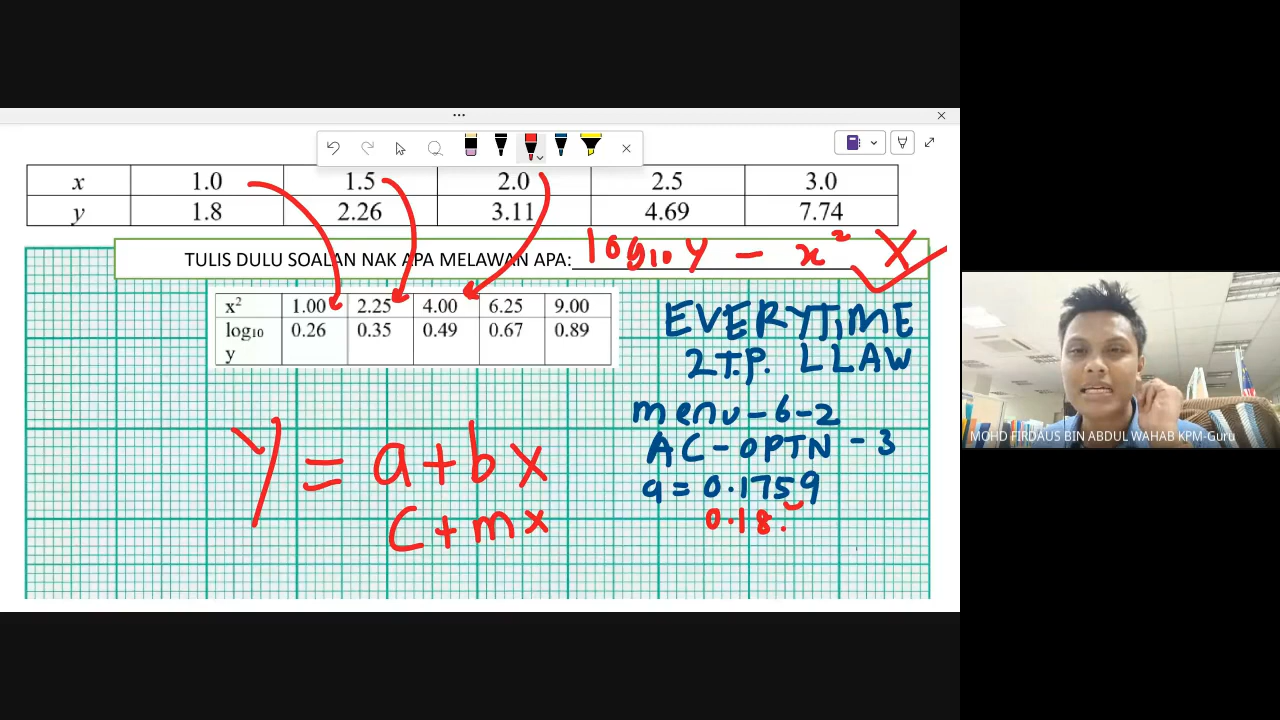 x 1.0 1.5 2.0 2.5 3.0
y 1.8 2.26 3.11 4.69 7.74
TULIS DULU SOALAN NAK APA MELAWAN APA: log10 y - x² X
x² 1.00 2.25 4.00 6.25 9.00
log10 y 0.26 0.35 0.49 0.67 0.89
EVERYTIME
2 T.P. LLAW
menu-6-2
AC-OPTN-3
a = 0.1759
0.18.
Y = a+bx
C+mx
MOHD FIRDAUS BIN ABDUL WAHAB KPM-Guru